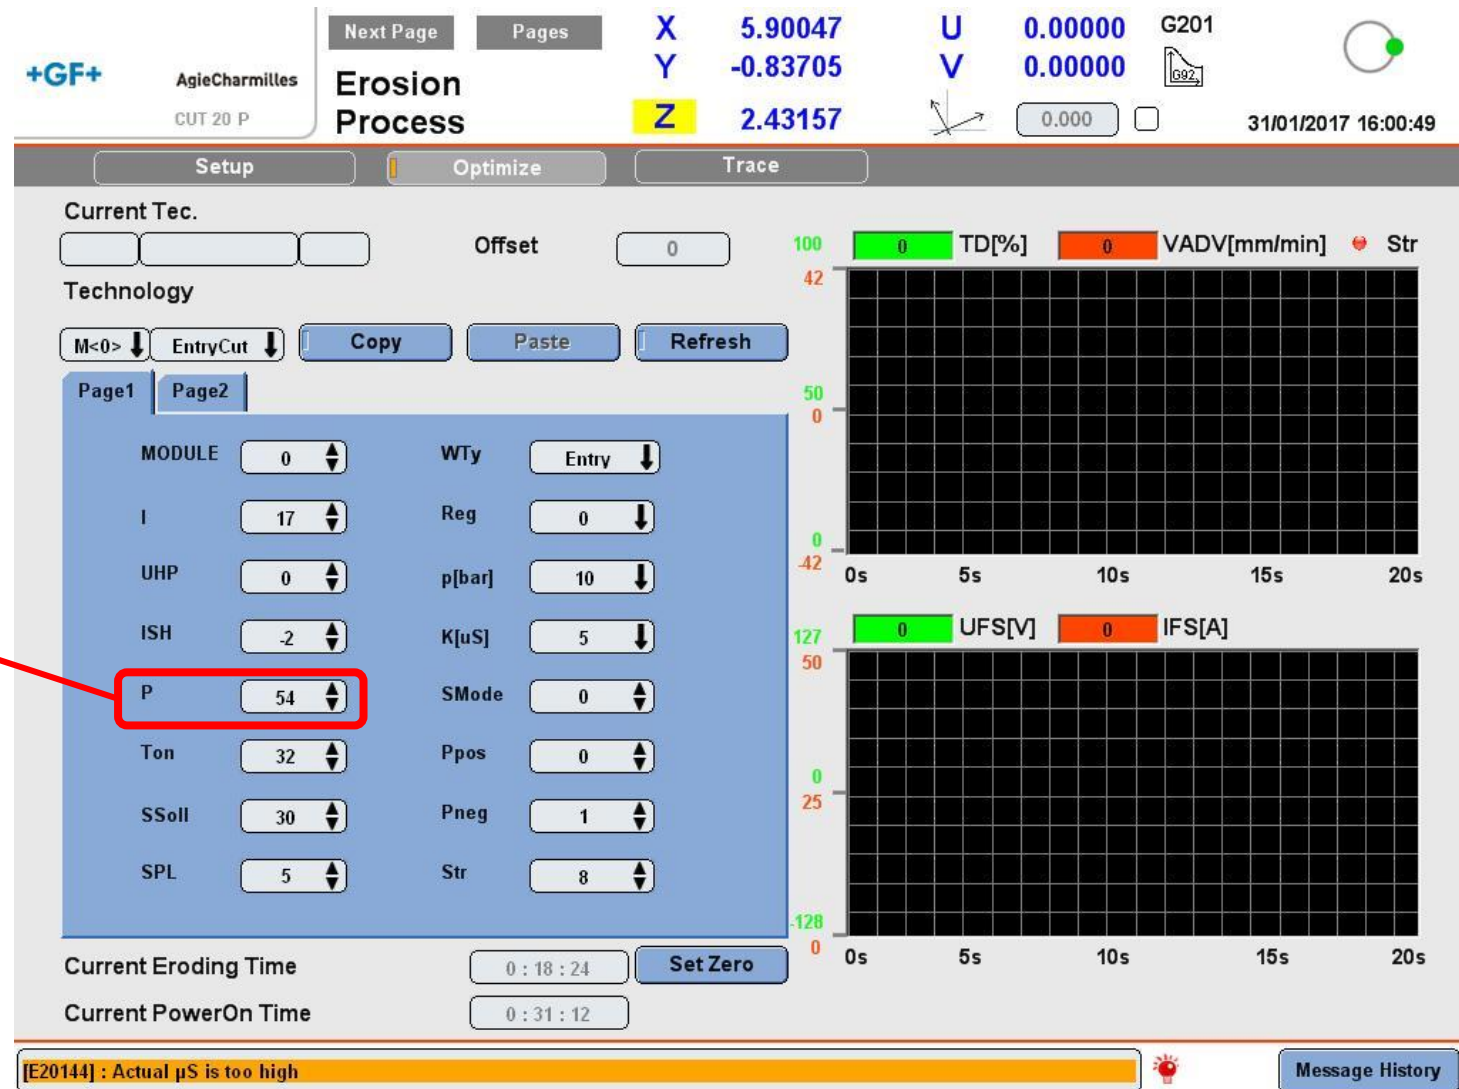 Next Page Pages X 5.90047 U 0.00000 G201
+GF+ AgieCharmilles Erosion Y -0.83705 V 0.00000 G92
CUT 20 P Process Z 2.43157 0.000 31/01/2017 16:00:49
Setup Optimize Trace
Current Tec.
Offset 0 100 0 TD[%] 0 VADV[mm/min] Str
42
Technology
M<0> EntryCut Copy Paste Refresh
Page1 Page2 50
0
MODULE 0 WTy Entry
I 17 Reg 0
0
-42
UHP 0 p[bar] 10 0s 5s 10s 15s 20s
ISH -2 K[uS] 5 127 0 UFS[V] 0 IFS[A]
50
P 54 SMode 0
Ton 32 Ppos 0
0
25
SSoll 30 Pneg 1
SPL 5 Str 8
-128
0
0s 5s 10s 15s 20s
Current Eroding Time 0 : 18 : 24 Set Zero
Current PowerOn Time 0 : 31 : 12
[E20144] : Actual µS is too high Message History